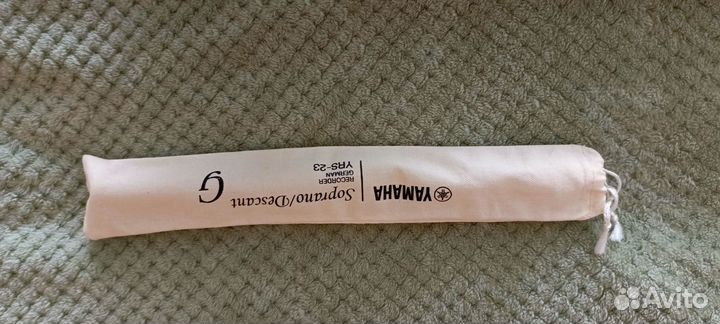 YAMAHA
Soprano/Descant
RECORDER
GERMAN
YRS-23
G
Avito